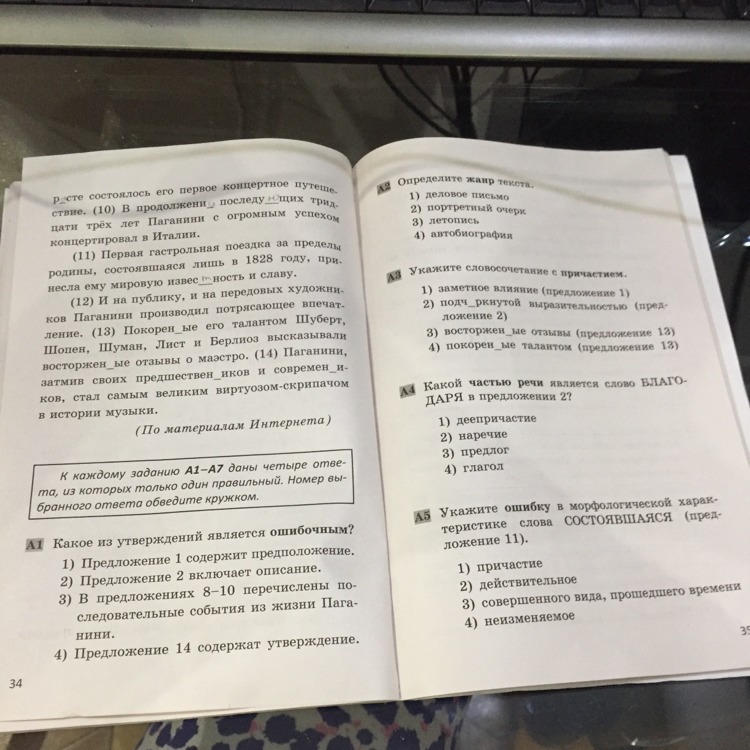 р_сте состоялось его первое концертное путеше-
ствие. (10) В продолжени_ последу_ю_щих трид-
цати трёх лет Паганини с огромным успехом
концертировал в Италии.
(11) Первая гастрольная поездка за пределы
родины, состоявшаяся лишь в 1828 году, при-
несла ему мировую извес_т_ность и славу.
(12) И на публику, и на передовых художни-
ков Паганини производил потрясающее впечат-
ление. (13) Покорен_ые его талантом Шуберт,
Шопен, Шуман, Лист и Берлиоз высказывали
восторжен_ые отзывы о маэстро. (14) Паганини,
затмив своих предшествен_иков и современ_и-
ков, стал самым великим виртуозом-скрипачом
в истории музыки.
(По материалам Интернета)
К каждому заданию А1–А7 даны четыре отве-
та, из которых только один правильный. Номер вы-
бранного ответа обведите кружком.
А1 Какое из утверждений является ошибочным?
1) Предложение 1 содержит предположение.
2) Предложение 2 включает описание.
3) В предложениях 8–10 перечислены по-
следовательные события из жизни Пага-
нини.
4) Предложение 14 содержат утверждение.
34
А2 Определите жанр текста.
1) деловое письмо
2) портретный очерк
3) летопись
4) автобиография
А3 Укажите словосочетание с причастием.
1) заметное влияние (предложение 1)
2) подч_ркнутой выразительностью (пред-
ложение 2)
3) восторжен_ые отзывы (предложение 13)
4) покорен_ые талантом (предложение 13)
А4 Какой частью речи является слово БЛАГО-
ДАРЯ в предложении 2?
1) деепричастие
2) наречие
3) предлог
4) глагол
А5 Укажите ошибку в морфологической харак-
теристике слова СОСТОЯВШАЯСЯ (пред-
ложение 11).
1) причастие
2) действительное
3) совершенного вида, прошедшего времени
4) неизменяемое
35